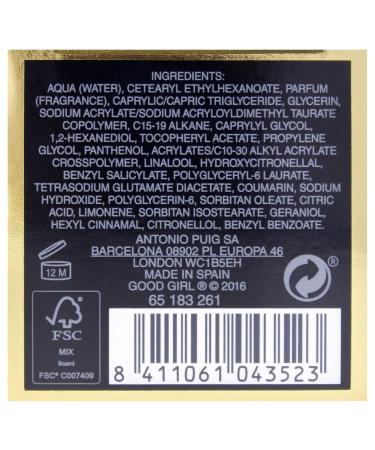 INGREDIENTS:
AQUA (WATER), CETEARYL ETHYLHEXANOATE, PARFUM
(FRAGRANCE), CAPRYLIC/CAPRIC TRIGLYCERIDE, GLYCERIN,
SODIUM ACRYLATE/SODIUM ACRYLOYLDIMETHYL TAURATE
COPOLYMER, C15-19 ALKANE, CAPRYLYL GLYCOL,
1,2-HEXANEDIOL, TOCOPHERYL ACETATE, PROPYLENE
GLYCOL, PANTHENOL, ACRYLATES/C10-30 ALKYL ACRYLATE
CROSSPOLYMER, LINALOOL, HYDROXYCITRONELLAL,
BENZYL SALICYLATE, POLYGLYCERYL-6 LAURATE,
TETRASODIUM GLUTAMATE DIACETATE, COUMARIN, SODIUM
HYDROXIDE, POLYGLYCERIN-6, SORBITAN OLEATE, CITRIC
ACID, LIMONENE, SORBITAN ISOSTEARATE, GERANIOL,
HEXYL CINNAMAL, CITRONELLOL, BENZYL BENZOATE.
ANTONIO PUIG SA
BARCELONA 08902 PL EUROPA 46
LONDON WC1B5EH
MADE IN SPAIN
GOOD GIRL ® © 2016
65 183 261
12 M
®
FSC
MIX
Board
FSC® C007409
8 411061 043523